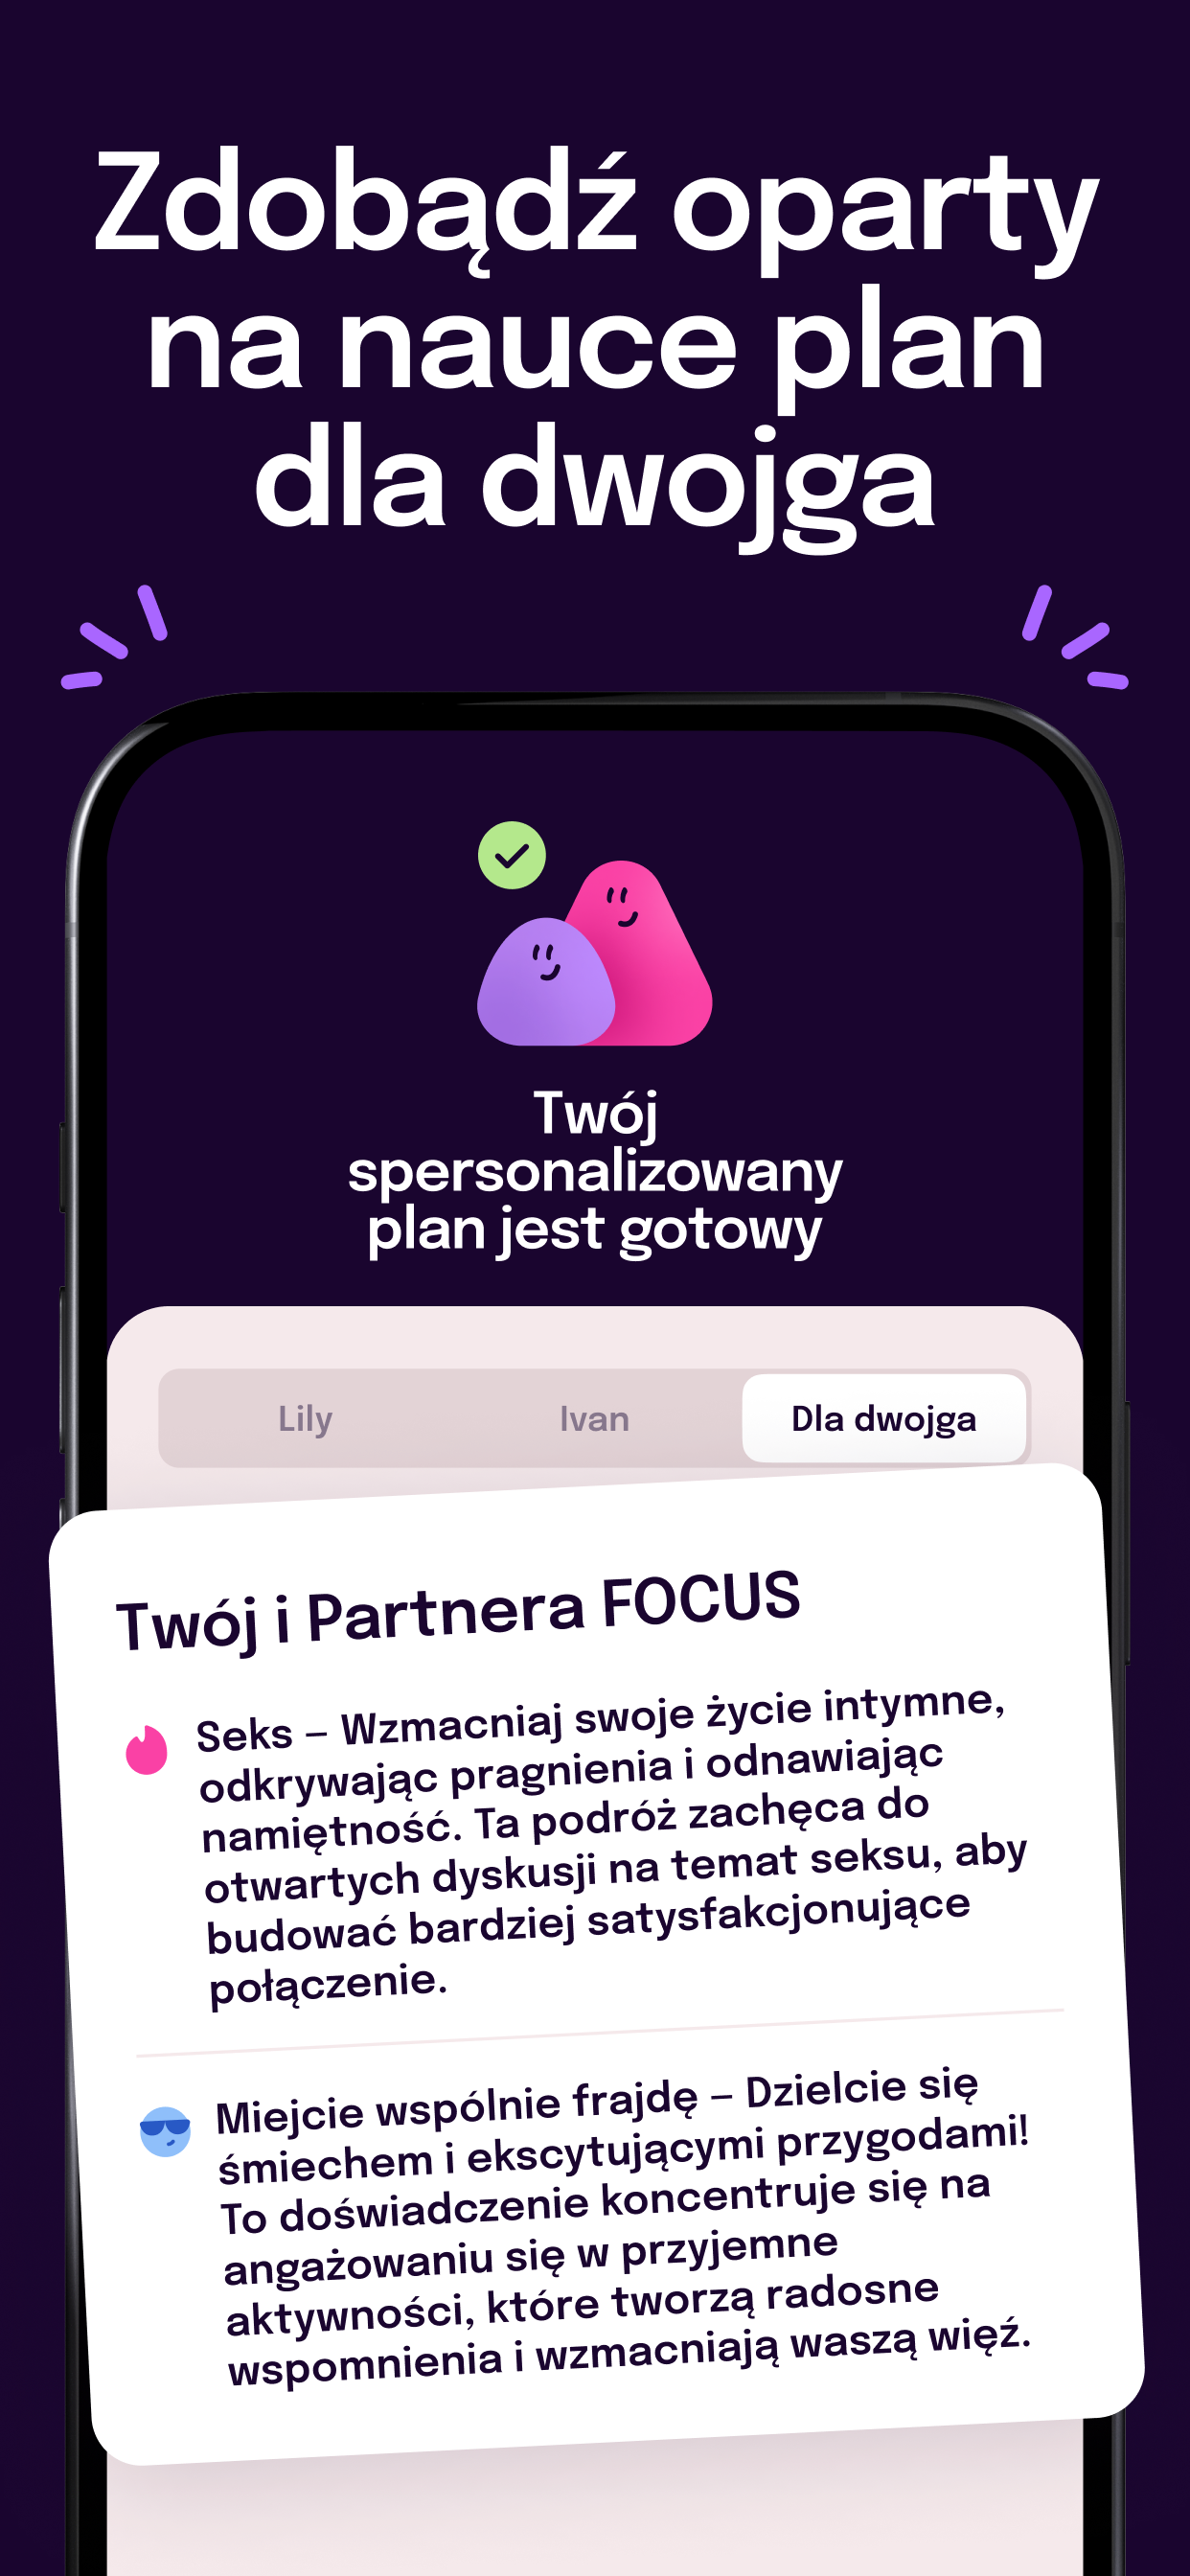 Zdobądź oparty
na nauce plan
dla dwojga
Twój
spersonalizowany
plan jest gotowy
Lily
Ivan
Dla dwojga
Twój i Partnera FOCUS
Seks – Wzmacniaj swoje życie intymne,
odkrywając pragnienia i odnawiając
namiętność. Ta podróż zachęca do
otwartych dyskusji na temat seksu, aby
budować bardziej satysfakcjonujące
połączenie.
Miejcie wspólnie frajdę – Dzielcie się
śmiechem i ekscytującymi przygodami!
To doświadczenie koncentruje się na
angażowaniu się w przyjemne
aktywności, które tworzą radosne
wspomnienia i wzmacniają waszą więź.